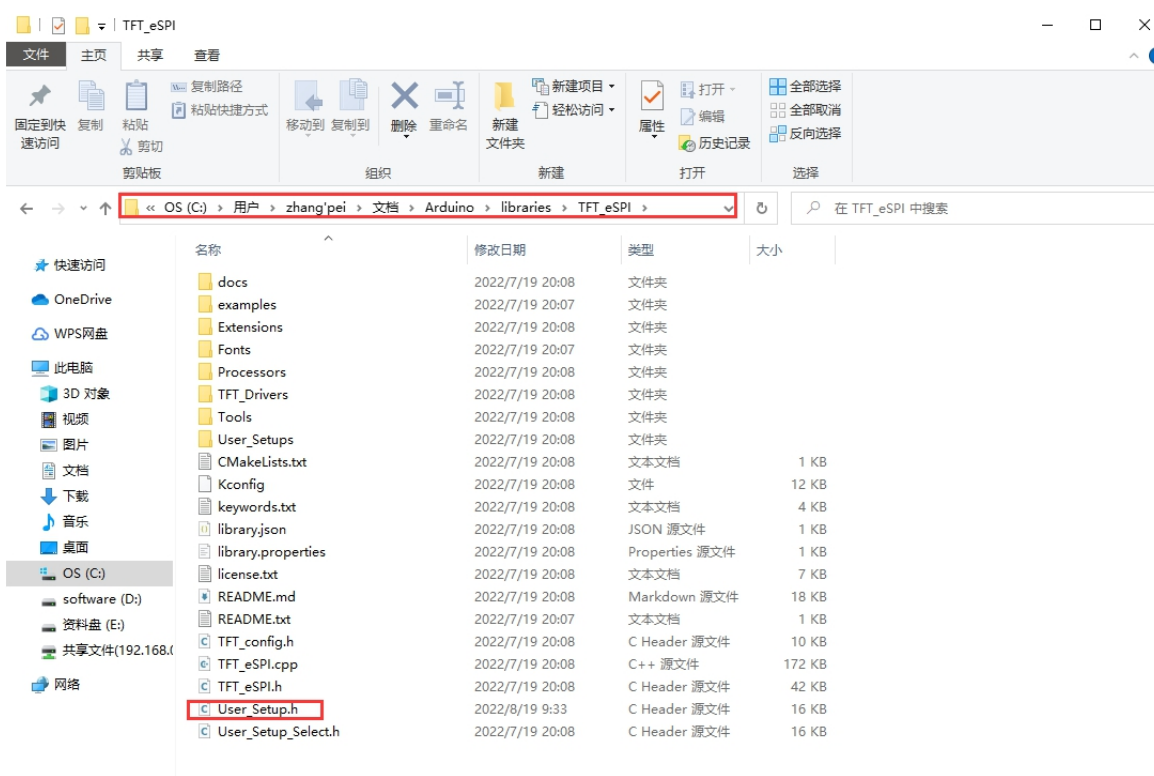 TFT_eSPI
文件 主页 共享 查看
固定到快速访问
复制
粘贴
复制路径
粘贴快捷方式
剪切
剪贴板
移动到
复制到
删除
重命名
组织
新建文件夹
新建项目
轻松访问
新建
属性
打开
编辑
历史记录
打开
全部选择
全部取消
反向选择
选择
« OS (C:) › 用户 › zhang'pei › 文档 › Arduino › libraries › TFT_eSPI ›
在 TFT_eSPI 中搜索
快速访问
OneDrive
WPS网盘
此电脑
3D 对象
视频
图片
文档
下载
音乐
桌面
OS (C:)
software (D:)
资料盘 (E:)
共享文件(192.168.
网络
名称 修改日期 类型 大小
docs 2022/7/19 20:08 文件夹
examples 2022/7/19 20:07 文件夹
Extensions 2022/7/19 20:08 文件夹
Fonts 2022/7/19 20:07 文件夹
Processors 2022/7/19 20:08 文件夹
TFT_Drivers 2022/7/19 20:08 文件夹
Tools 2022/7/19 20:08 文件夹
User_Setups 2022/7/19 20:08 文件夹
CMakeLists.txt 2022/7/19 20:08 文本文档 1 KB
Kconfig 2022/7/19 20:08 文件 12 KB
keywords.txt 2022/7/19 20:08 文本文档 4 KB
library.json 2022/7/19 20:08 JSON 源文件 1 KB
library.properties 2022/7/19 20:08 Properties 源文件 1 KB
license.txt 2022/7/19 20:08 文本文档 7 KB
README.md 2022/7/19 20:08 Markdown 源文件 18 KB
README.txt 2022/7/19 20:07 文本文档 1 KB
TFT_config.h 2022/7/19 20:08 C Header 源文件 10 KB
TFT_eSPI.cpp 2022/7/19 20:08 C++ 源文件 172 KB
TFT_eSPI.h 2022/7/19 20:08 C Header 源文件 42 KB
User_Setup.h 2022/8/19 9:33 C Header 源文件 16 KB
User_Setup_Select.h 2022/7/19 20:08 C Header 源文件 16 KB